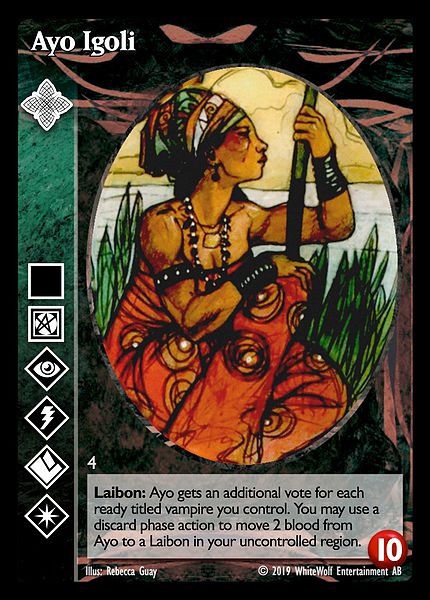 Ayo Igoli
4
Laibon: Ayo gets an additional vote for each
ready titled vampire you control. You may use a
discard phase action to move 2 blood from
Ayo to a Laibon in your uncontrolled region.
10
Illus: Rebecca Guay © 2019 WhiteWolf Entertainment AB